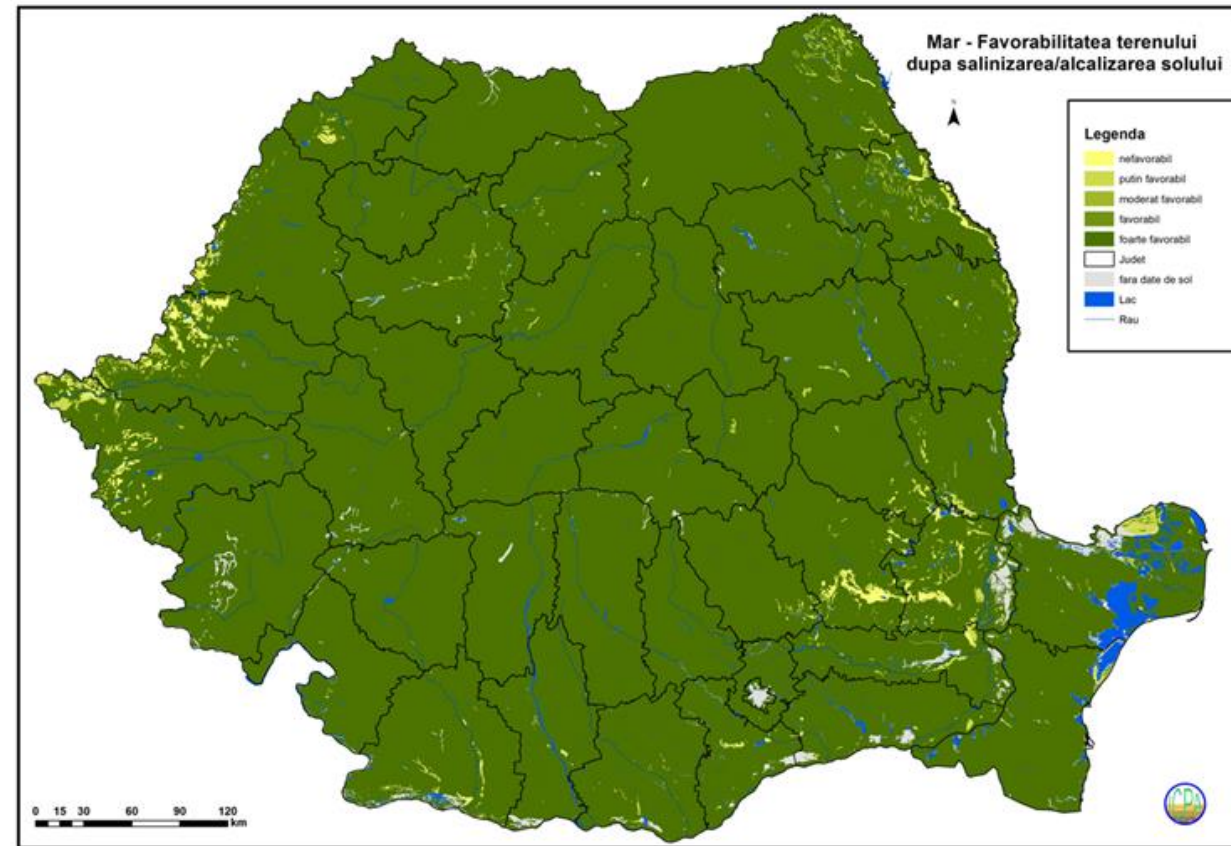 Mar - Favorabilitatea terenului
dupa salinizarea/alcalizarea solului
N
Legenda
nefavorabil
putin favorabil
moderat favorabil
favorabil
foarte favorabil
Judet
fara date de sol
Lac
Rau
0 15 30 60 90 120
km
ICPA